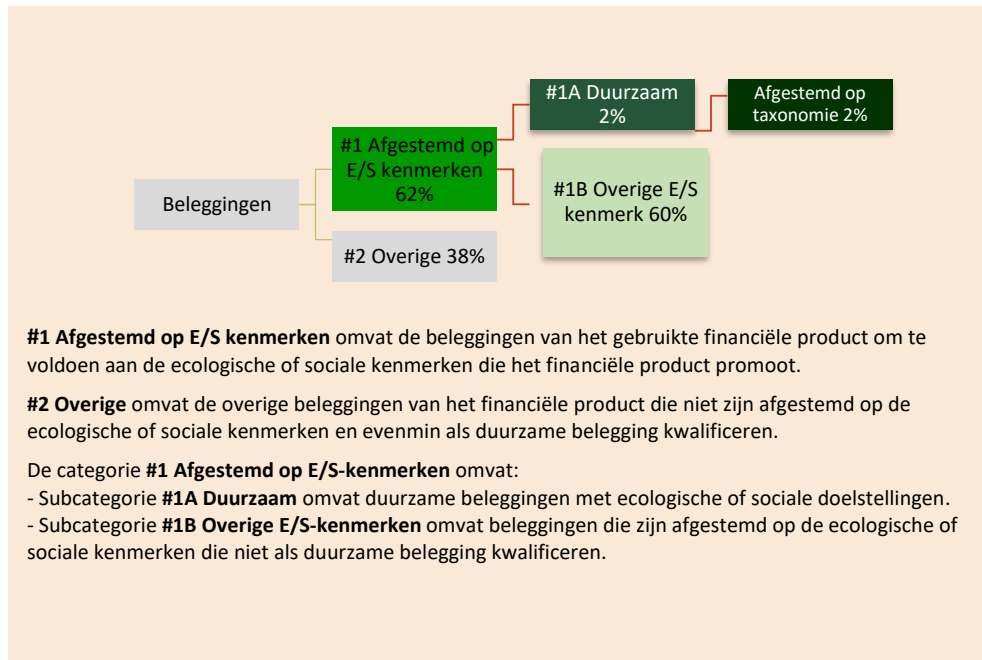 #1A Duurzaam
2%
Afgestemd op
taxonomie 2%
#1 Afgestemd op
E/S kenmerken
62%
#1B Overige E/S
kenmerk 60%
Beleggingen
#2 Overige 38%
#1 Afgestemd op E/S kenmerken omvat de beleggingen van het gebruikte financiële product om te
voldoen aan de ecologische of sociale kenmerken die het financiële product promoot.
#2 Overige omvat de overige beleggingen van het financiële product die niet zijn afgestemd op de
ecologische of sociale kenmerken en evenmin als duurzame belegging kwalificeren.
De categorie #1 Afgestemd op E/S-kenmerken omvat:
- Subcategorie #1A Duurzaam omvat duurzame beleggingen met ecologische of sociale doelstellingen.
- Subcategorie #1B Overige E/S-kenmerken omvat beleggingen die zijn afgestemd op de ecologische of
sociale kenmerken die niet als duurzame belegging kwalificeren.